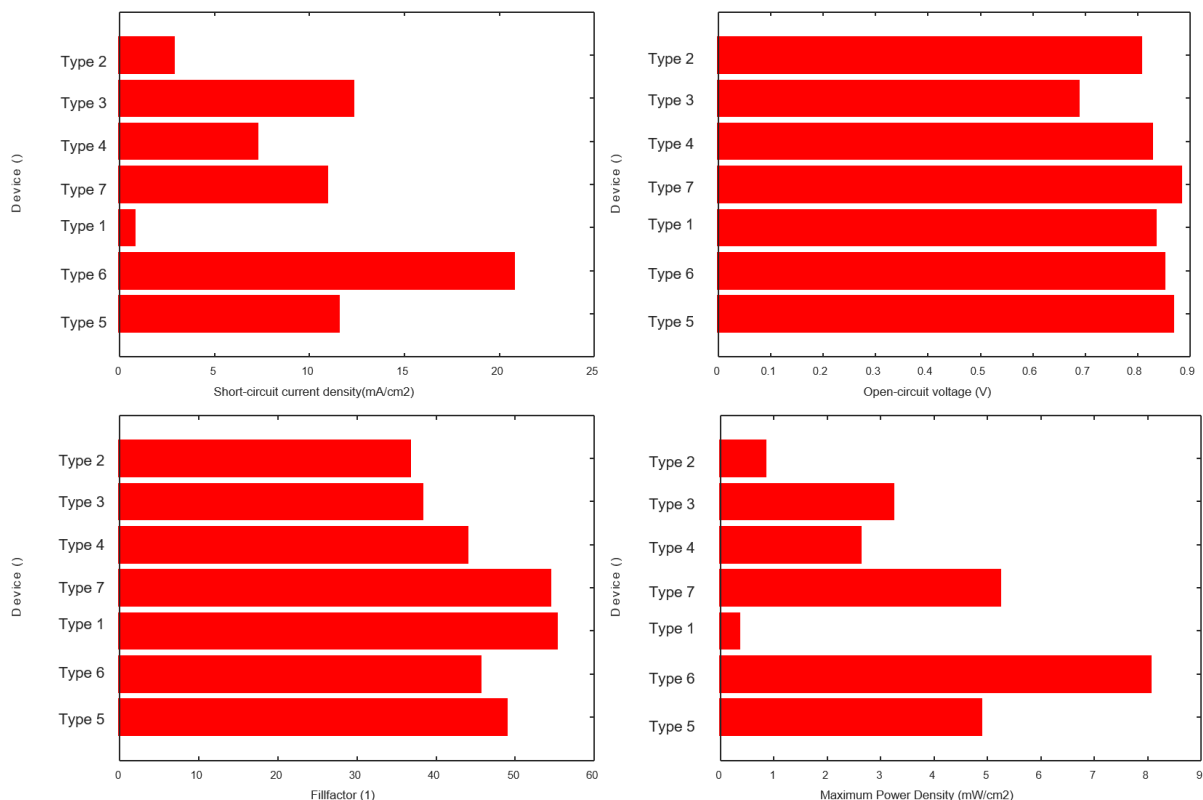 Device ()
Type 2
Type 3
Type 4
Type 7
Type 1
Type 6
Type 5
0 5 10 15 20 25
Short-circuit current density(mA/cm2)
Device ()
Type 2
Type 3
Type 4
Type 7
Type 1
Type 6
Type 5
0 0.1 0.2 0.3 0.4 0.5 0.6 0.7 0.8 0.9
Open-circuit voltage (V)
Device ()
Type 2
Type 3
Type 4
Type 7
Type 1
Type 6
Type 5
0 10 20 30 40 50 60
Fillfactor (1)
Device ()
Type 2
Type 3
Type 4
Type 7
Type 1
Type 6
Type 5
0 1 2 3 4 5 6 7 8 9
Maximum Power Density (mW/cm2)